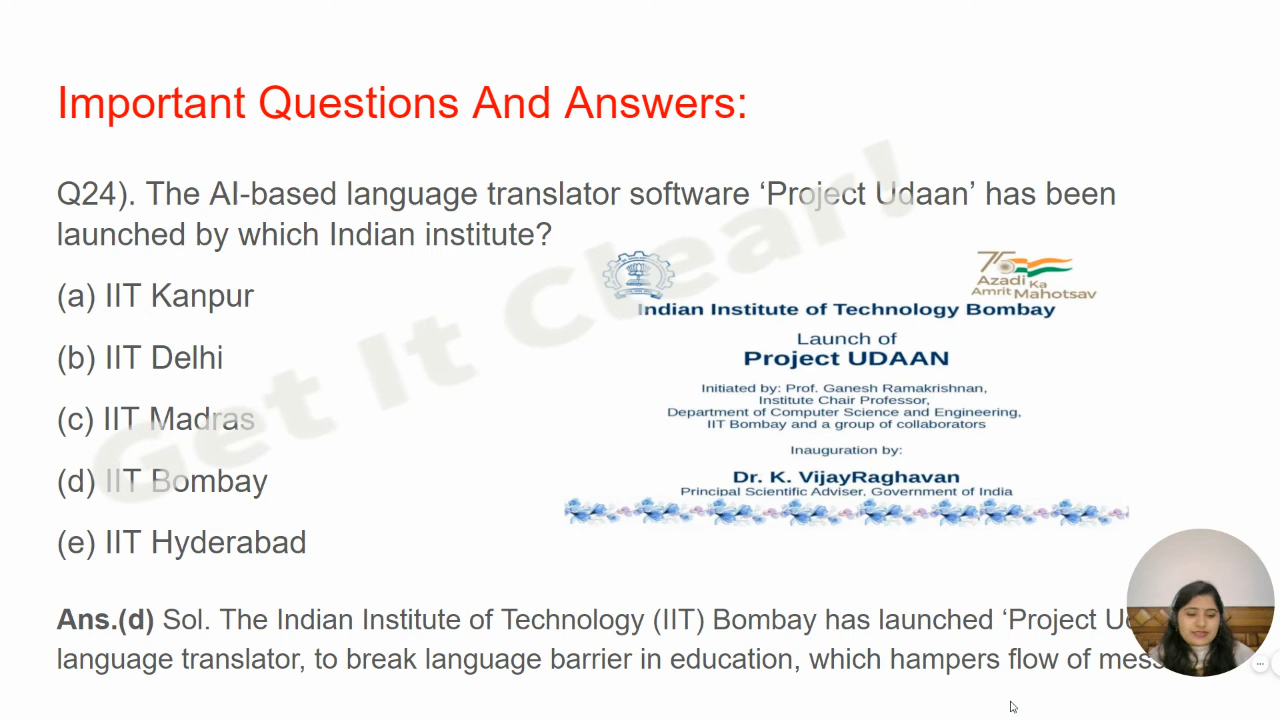 Important Questions And Answers:
Q24). The AI-based language translator software ‘Project Udaan’ has been
launched by which Indian institute?
(a) IIT Kanpur
(b) IIT Delhi
(c) IIT Madras
(d) IIT Bombay
(e) IIT Hyderabad
Get It Clear!
75
Azadi Ka
Amrit Mahotsav
Indian Institute of Technology Bombay
Launch of
Project UDAAN
Initiated by: Prof. Ganesh Ramakrishnan,
Institute Chair Professor,
Department of Computer Science and Engineering,
IIT Bombay and a group of collaborators
Inauguration by:
Dr. K. VijayRaghavan
Principal Scientific Adviser, Government of India
Ans.(d) Sol. The Indian Institute of Technology (IIT) Bombay has launched ‘Project
language translator, to break language barrier in education, which hampers flow of